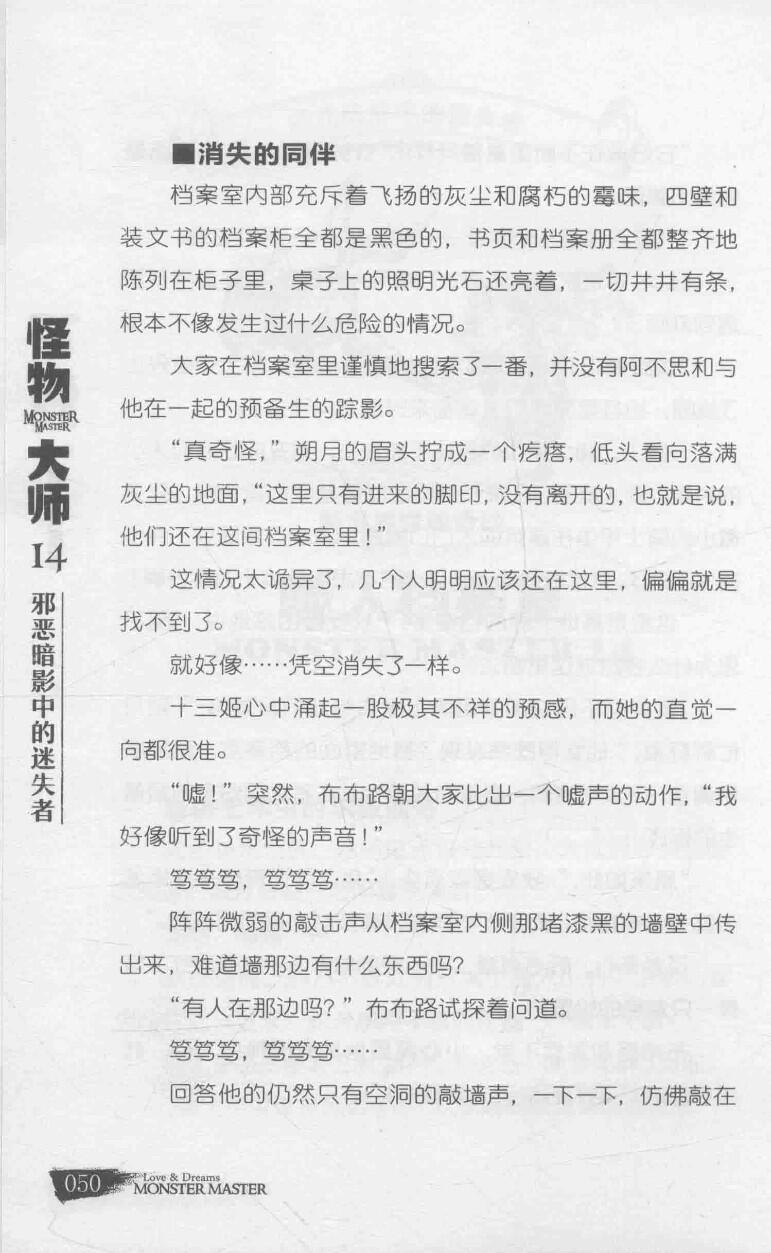 ■消失的同伴
档案室内部充斥着飞扬的灰尘和腐朽的霉味，四壁和
装文书的档案柜全都是黑色的，书页和档案册全都整齐地
陈列在柜子里，桌子上的照明光石还亮着，一切井井有条，
根本不像发生过什么危险的情况。
大家在档案室里谨慎地搜索了一番，并没有阿不思和与
他在一起的预备生的踪影。
“真奇怪，”朔月的眉头拧成一个疙瘩，低头看向落满
灰尘的地面，“这里只有进来的脚印，没有离开的，也就是说，
他们还在这间档案室里！”
这情况太诡异了，几个人明明应该还在这里，偏偏就是
找不到了。
就好像……凭空消失了一样。
十三姬心中涌起一股极其不祥的预感，而她的直觉一
向都很准。
“嘘！”突然，布布路朝大家比出一个嘘声的动作，“我
好像听到了奇怪的声音！”
笃笃笃，笃笃笃……
阵阵微弱的敲击声从档案室内侧那堵漆黑的墙壁中传
出来，难道墙那边有什么东西吗？
“有人在那边吗？”布布路试探着问道。
笃笃笃，笃笃笃……
回答他的仍然只有空洞的敲墙声，一下一下，仿佛敲在
怪物
MONSTER
MASTER
大师
14
邪恶暗影中的迷失者
050
Love & Dreams
MONSTER MASTER